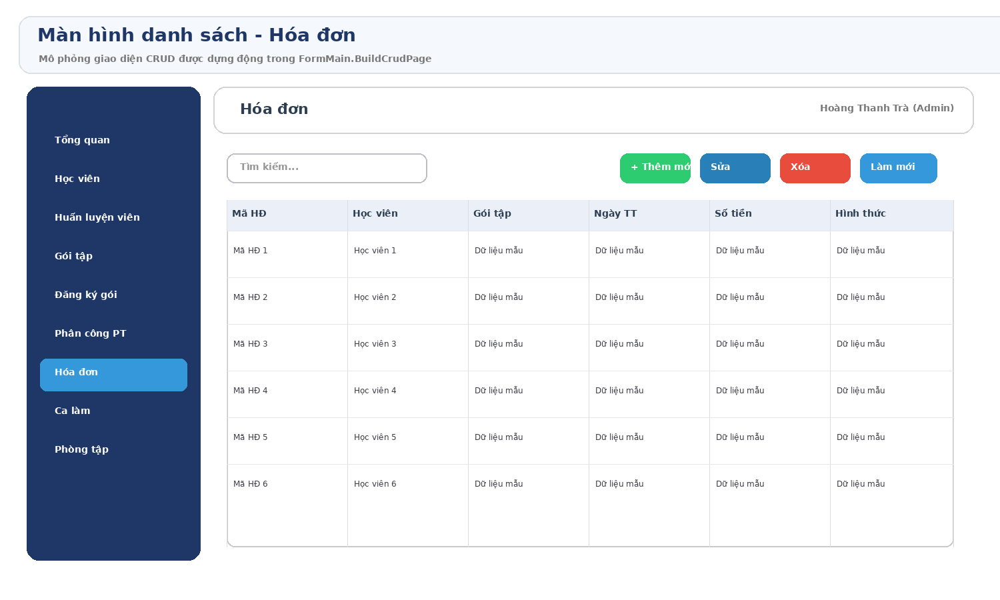 Màn hình danh sách - Hóa đơn
Mô phỏng giao diện CRUD được dựng động trong FormMain.BuildCrudPage
Tổng quan
Học viên
Huấn luyện viên
Gói tập
Đăng ký gói
Phân công PT
Hóa đơn
Ca làm
Phòng tập
Hóa đơn
Hoàng Thanh Trà (Admin)
Tìm kiếm...
+ Thêm mớ
Sửa
Xóa
Làm mới
Mã HĐ Học viên Gói tập Ngày TT Số tiền Hình thức
Mã HĐ 1 Học viên 1 Dữ liệu mẫu Dữ liệu mẫu Dữ liệu mẫu Dữ liệu mẫu
Mã HĐ 2 Học viên 2 Dữ liệu mẫu Dữ liệu mẫu Dữ liệu mẫu Dữ liệu mẫu
Mã HĐ 3 Học viên 3 Dữ liệu mẫu Dữ liệu mẫu Dữ liệu mẫu Dữ liệu mẫu
Mã HĐ 4 Học viên 4 Dữ liệu mẫu Dữ liệu mẫu Dữ liệu mẫu Dữ liệu mẫu
Mã HĐ 5 Học viên 5 Dữ liệu mẫu Dữ liệu mẫu Dữ liệu mẫu Dữ liệu mẫu
Mã HĐ 6 Học viên 6 Dữ liệu mẫu Dữ liệu mẫu Dữ liệu mẫu Dữ liệu mẫu